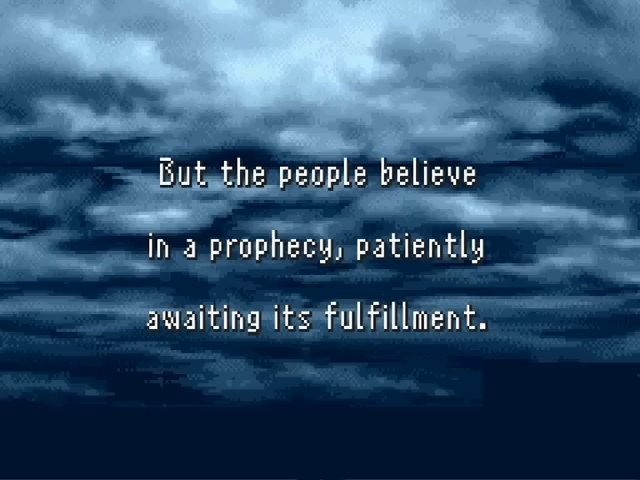 But the people believe
in a prophecy, patiently
awaiting its fulfillment.